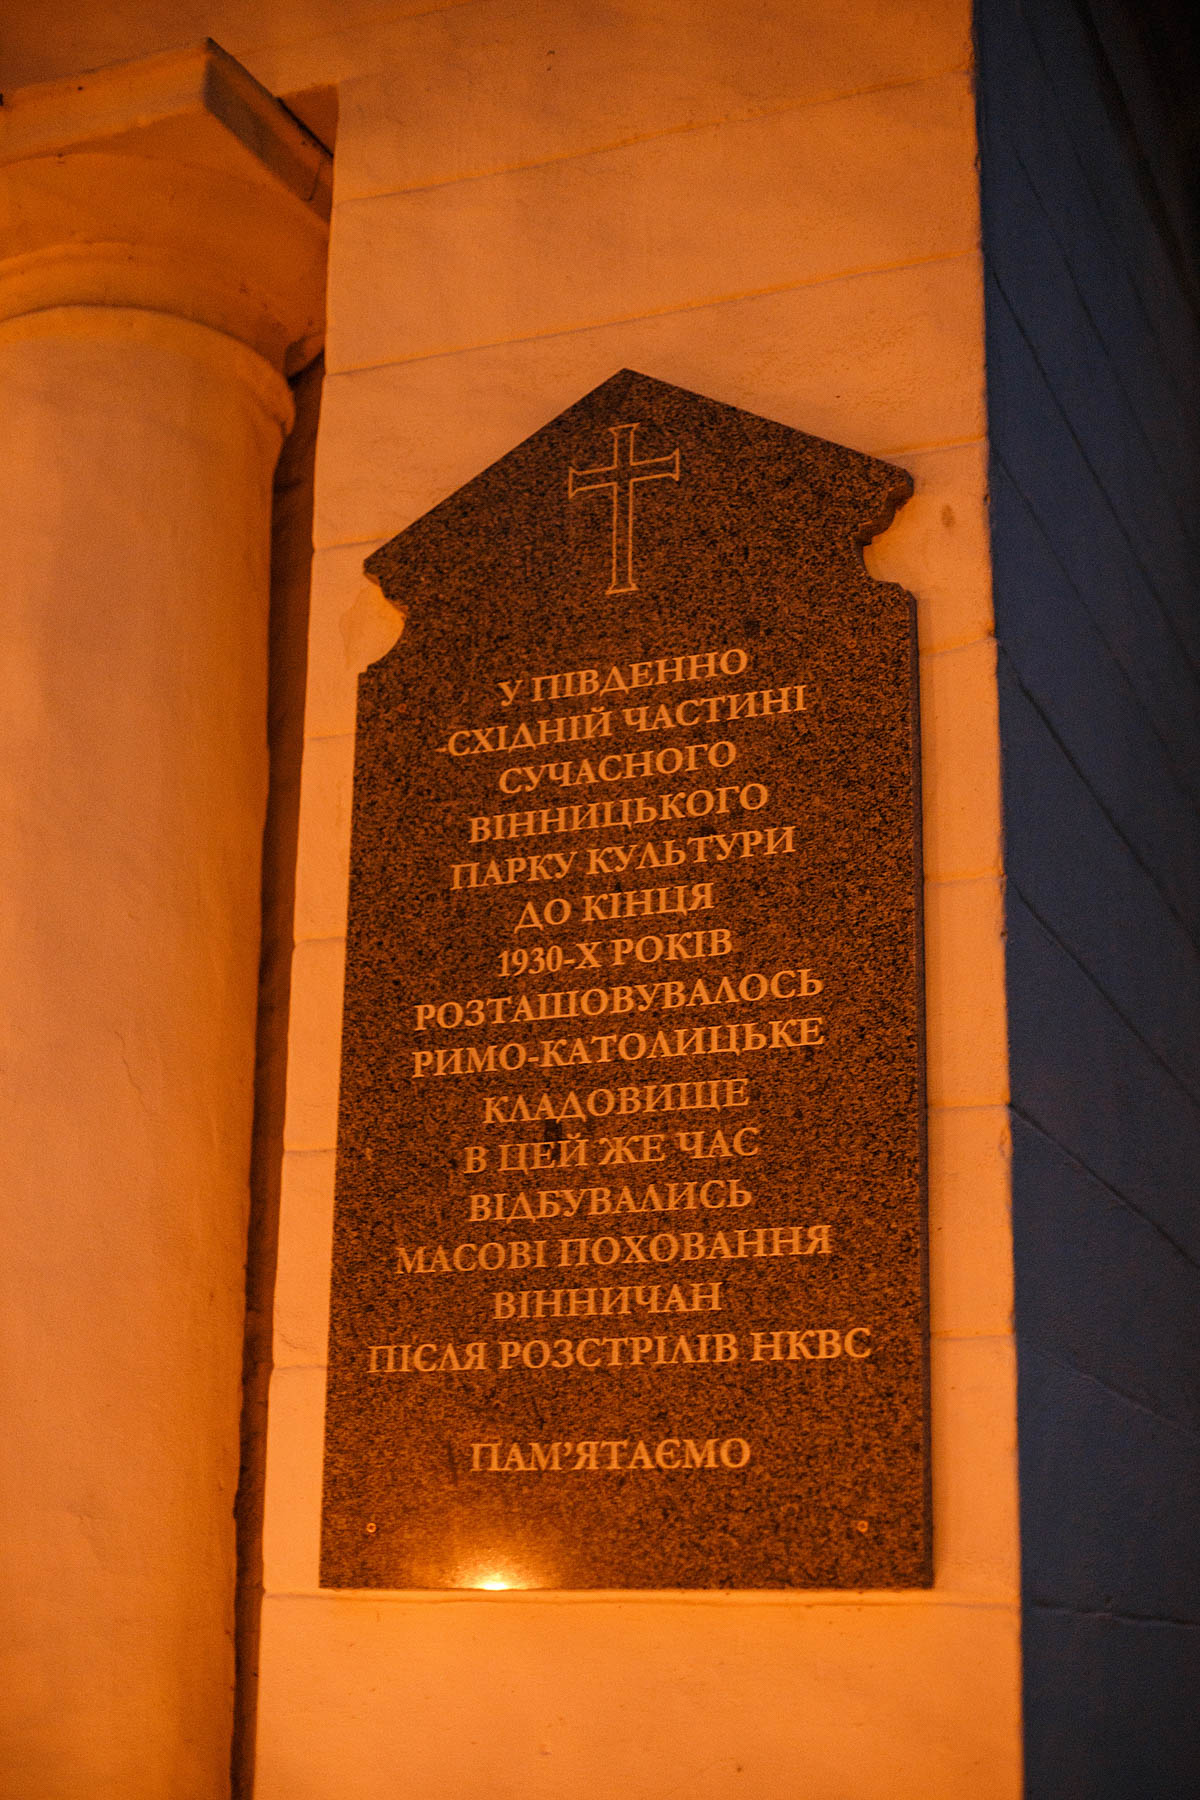 У ПІВДЕННО
-СХІДНІЙ ЧАСТИНІ
СУЧАСНОГО
ВІННИЦЬКОГО
ПАРКУ КУЛЬТУРИ
ДО КІНЦЯ
1930-Х РОКІВ
РОЗТАШОВУВАЛОСЬ
РИМО-КАТОЛИЦЬКЕ
КЛАДОВИЩЕ
В ЦЕЙ ЖЕ ЧАС
ВІДБУВАЛИСЬ
МАСОВІ ПОХОВАННЯ
ВІННИЧАН
ПІСЛЯ РОЗСТРІЛІВ НКВС
ПАМ’ЯТАЄМО